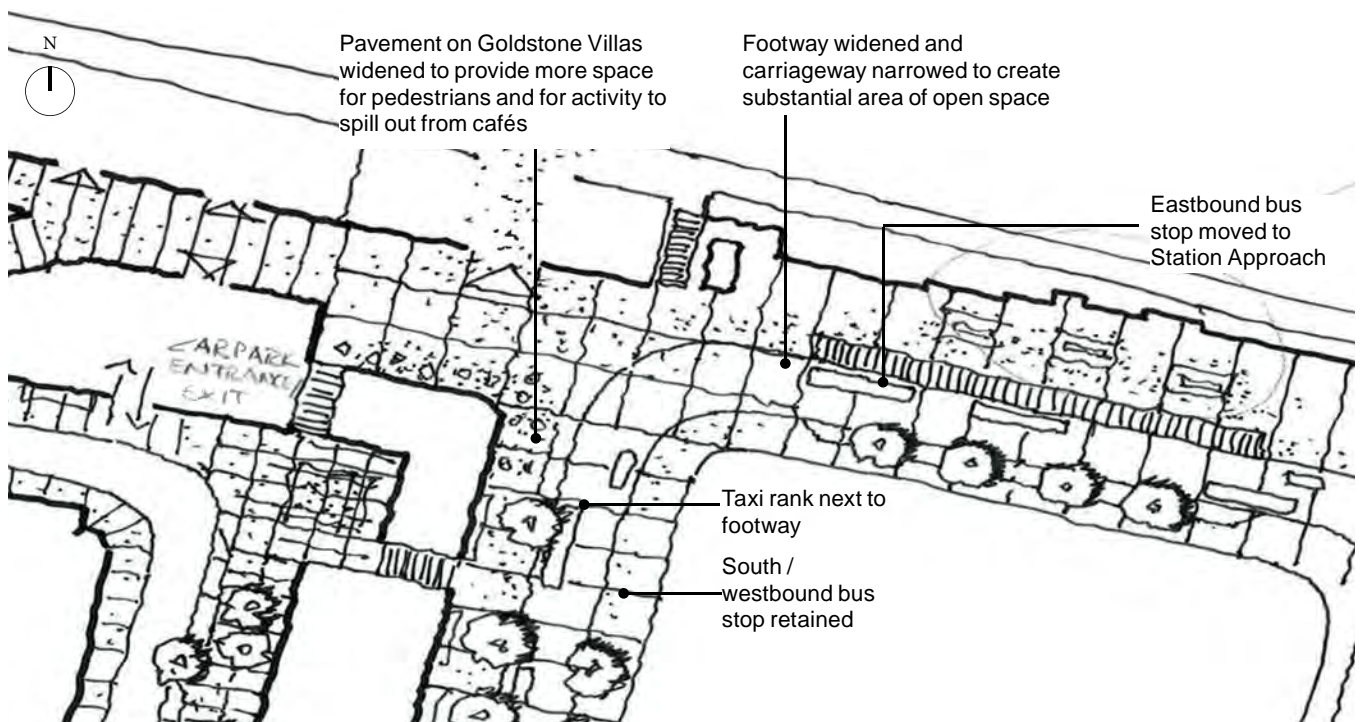 N
Pavement on Goldstone Villas
widened to provide more space
for pedestrians and for activity to
spill out from cafés
Footway widened and
carriageway narrowed to create
substantial area of open space
Eastbound bus
stop moved to
Station Approach
CARPARK
ENTRANCE/
EXIT
Taxi rank next to
footway
South /
westbound bus
stop retained